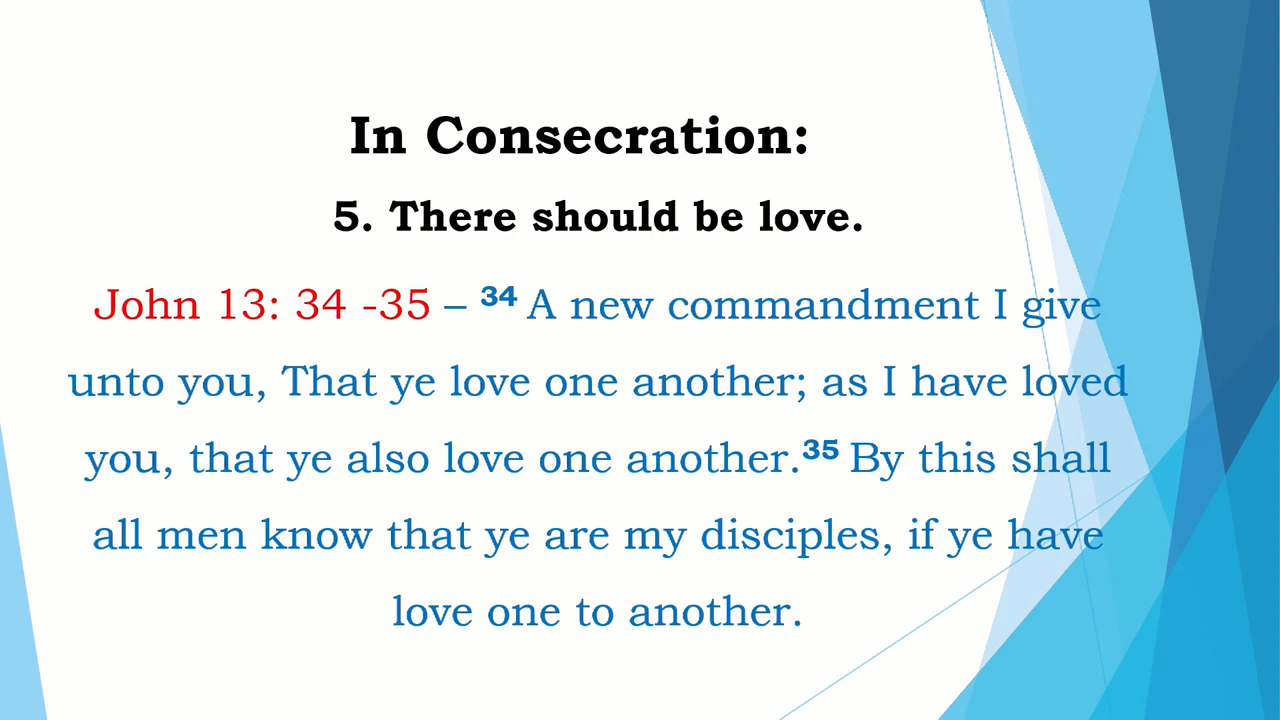 In Consecration:
5. There should be love.
John 13: 34 -35 – 34 A new commandment I give
unto you, That ye love one another; as I have loved
you, that ye also love one another.35 By this shall
all men know that ye are my disciples, if ye have
love one to another.